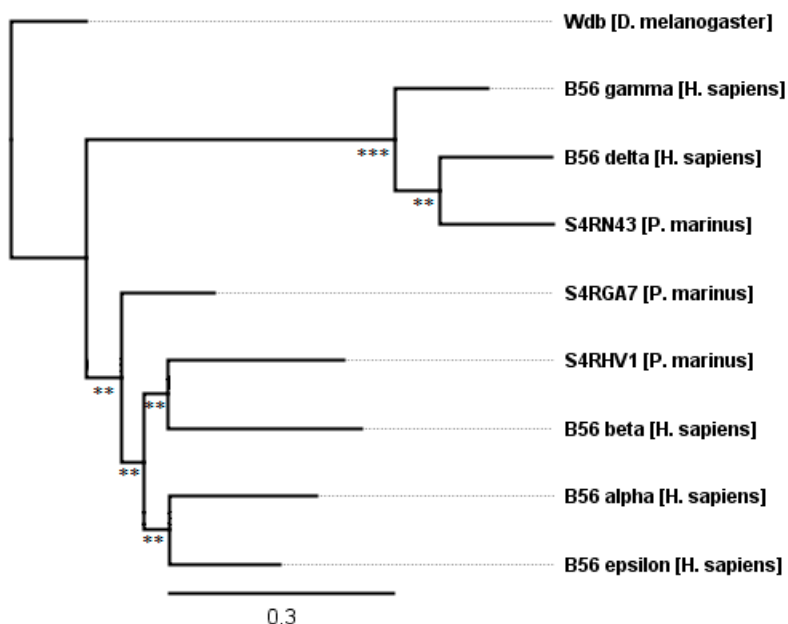 Wdb [D. melanogaster]
B56 gamma [H. sapiens]
***
B56 delta [H. sapiens]
**
S4RN43 [P. marinus]
S4RGA7 [P. marinus]
S4RHV1 [P. marinus]
**
**
B56 beta [H. sapiens]
**
B56 alpha [H. sapiens]
**
B56 epsilon [H. sapiens]
0.3